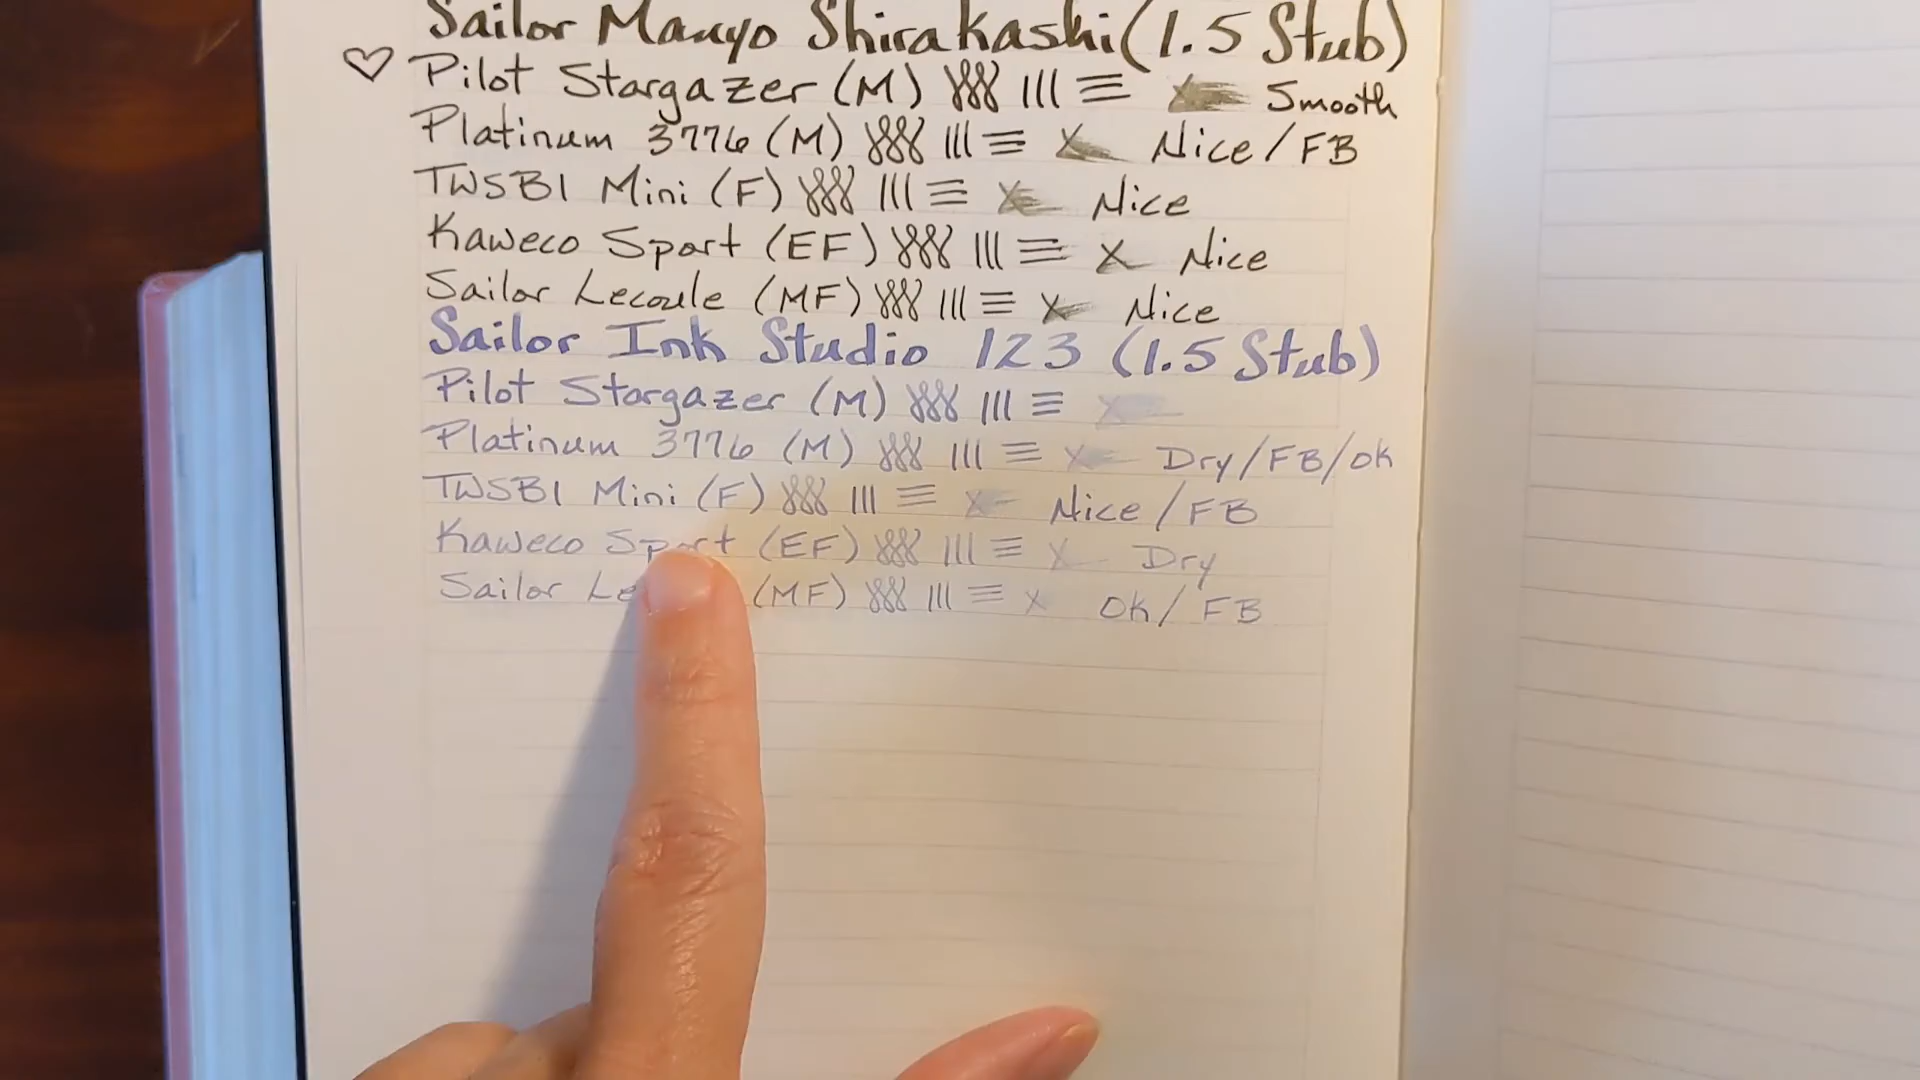 Sailor Manyo Shirakashi (1.5 Stub)
♡ Pilot Stargazer (M) Smooth
Platinum 3776 (M) Nice/FB
TWSBI Mini (F) Nice
Kaweco Sport (EF) Nice
Sailor Lecoule (MF) Nice
Sailor Ink Studio 123 (1.5 Stub)
Pilot Stargazer (M)
Platinum 3776 (M) Dry/FB/OK
TWSBI Mini (F) Nice/FB
Kaweco Sport (EF) Dry
Sailor Le (MF) OK/FB